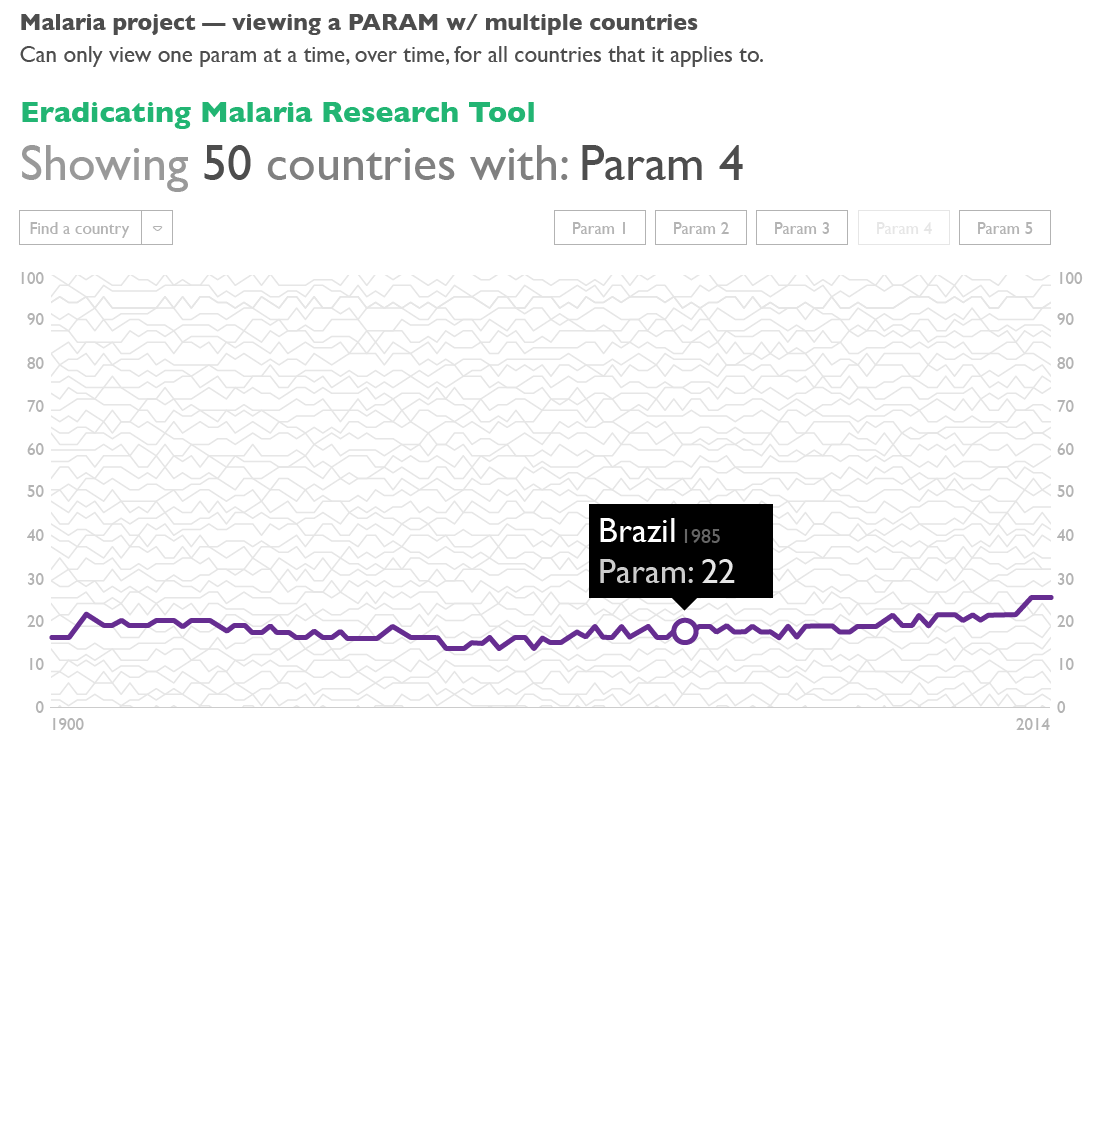 Malaria project — viewing a PARAM w/ multiple countries
Can only view one param at a time, over time, for all countries that it applies to.
Eradicating Malaria Research Tool
Showing 50 countries with: Param 4
Find a country
Param 1
Param 2
Param 3
Param 4
Param 5
100
100
90
90
80
80
70
70
60
60
50
50
Brazil 1985
40
40
Param: 22
30
30
20
20
10
10
0
0
1900
2014